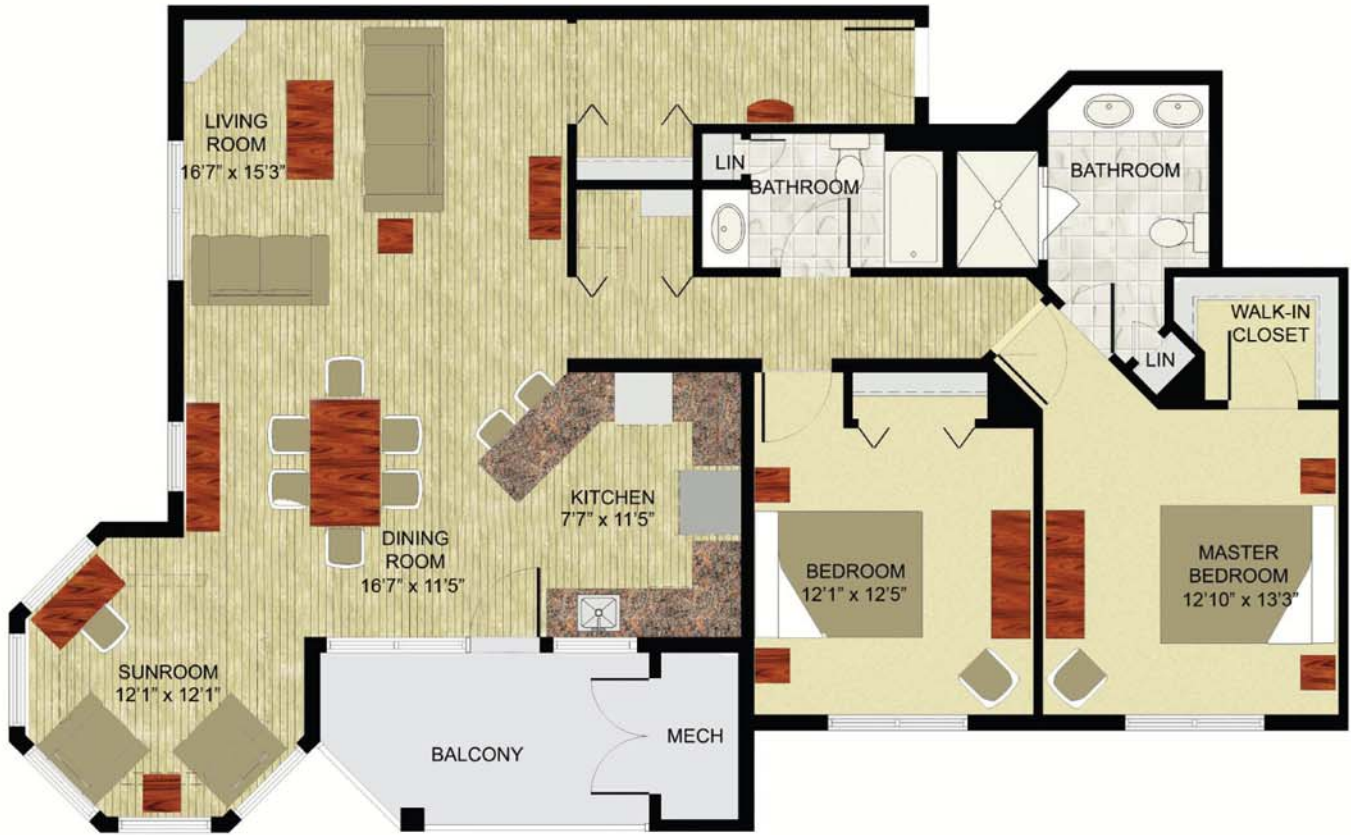 LIVING
ROOM
16'7" x 15'3"
LIN
BATHROOM
BATHROOM
WALK-IN
CLOSET
LIN
KITCHEN
7'7" x 11'5"
DINING
ROOM
16'7" x 11'5"
BEDROOM
12'1" x 12'5"
MASTER
BEDROOM
12'10" x 13'3"
SUNROOM
12'1" x 12'1"
BALCONY
MECH